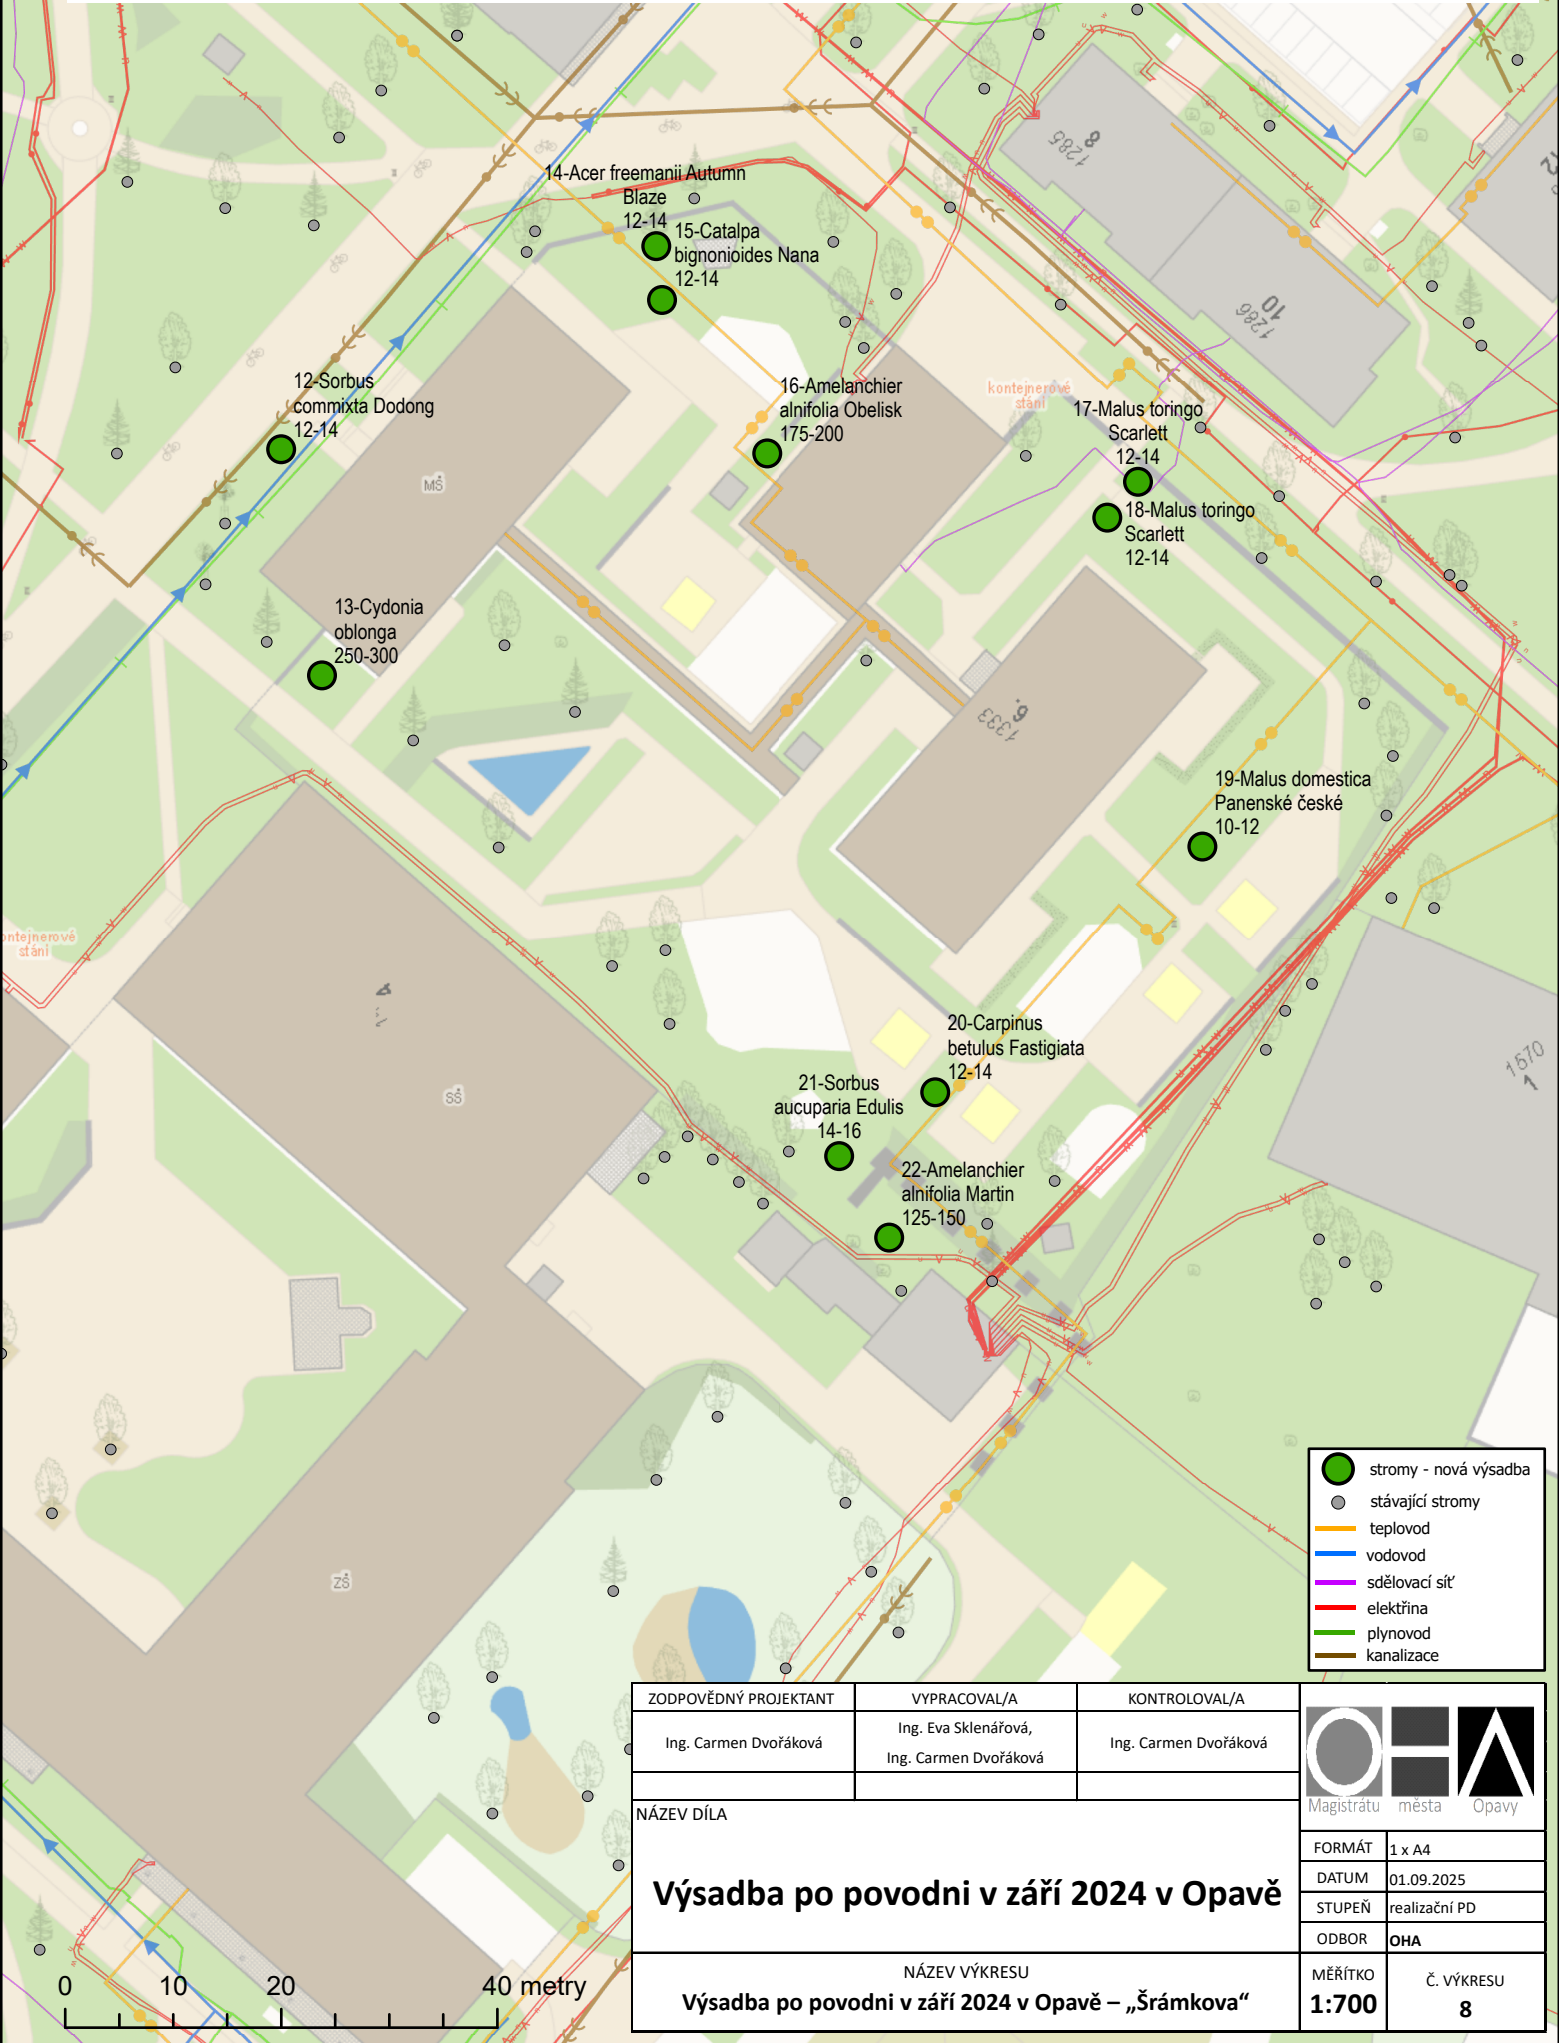 8
1285
10
1286
12
14-Acer freemanii Autumn
Blaze
12-14
15-Catalpa
bignonioides Nana
12-14
12-Sorbus
commixta Dodong
12-14
16-Amelanchier
alnifolia Obelisk
175-200
kontejnerové
stání
17-Malus toringo
Scarlett
12-14
18-Malus toringo
Scarlett
12-14
MŠ
13-Cydonia
oblonga
250-300
6
1333
19-Malus domestica
Panenské české
10-12
ontejnerové
stání
4
20-Carpinus
betulus Fastigiata
12-14
21-Sorbus
aucuparia Edulis
14-16
22-Amelanchier
alnifolia Martin
125-150
SŠ
1570
1
ZŠ
stromy - nová výsadba
stávající stromy
teplovod
vodovod
sdělovací síť
elektřina
plynovod
kanalizace
ZODPOVĚDNÝ PROJEKTANT
VYPRACOVAL/A
KONTROLOVAL/A
Ing. Carmen Dvořáková
Ing. Eva Sklenářová,
Ing. Carmen Dvořáková
Ing. Carmen Dvořáková
Magistrátu města Opavy
NÁZEV DÍLA
Výsadba po povodni v září 2024 v Opavě
FORMÁT 1 x A4
DATUM 01.09.2025
STUPEŇ realizační PD
ODBOR OHA
NÁZEV VÝKRESU
Výsadba po povodni v září 2024 v Opavě – „Šrámkova“
MĚŘÍTKO
1:700
Č. VÝKRESU
8
0 10 20 40 metry